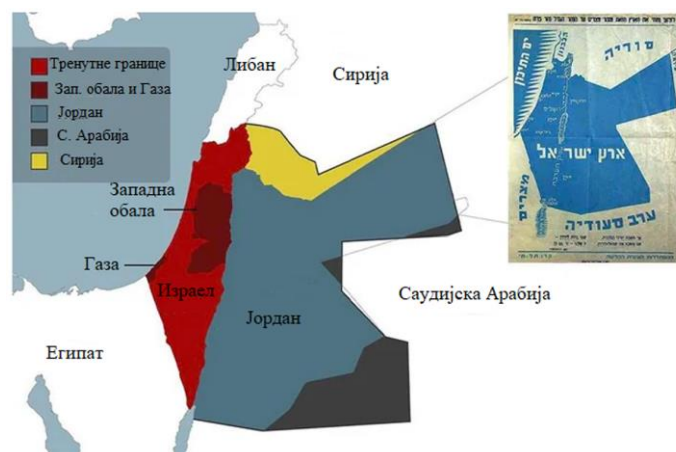 Тренутне границе
Зап. обала и Газа
Јордан
С. Арабија
Сирија
Либан
Сирија
Западна
обала
Газа
Израел
Јордан
Саудијска Арабија
Египат
סוריה
הלבנון
ים התיכון
ארץ ישראל
מצרים
ערב סעודיה